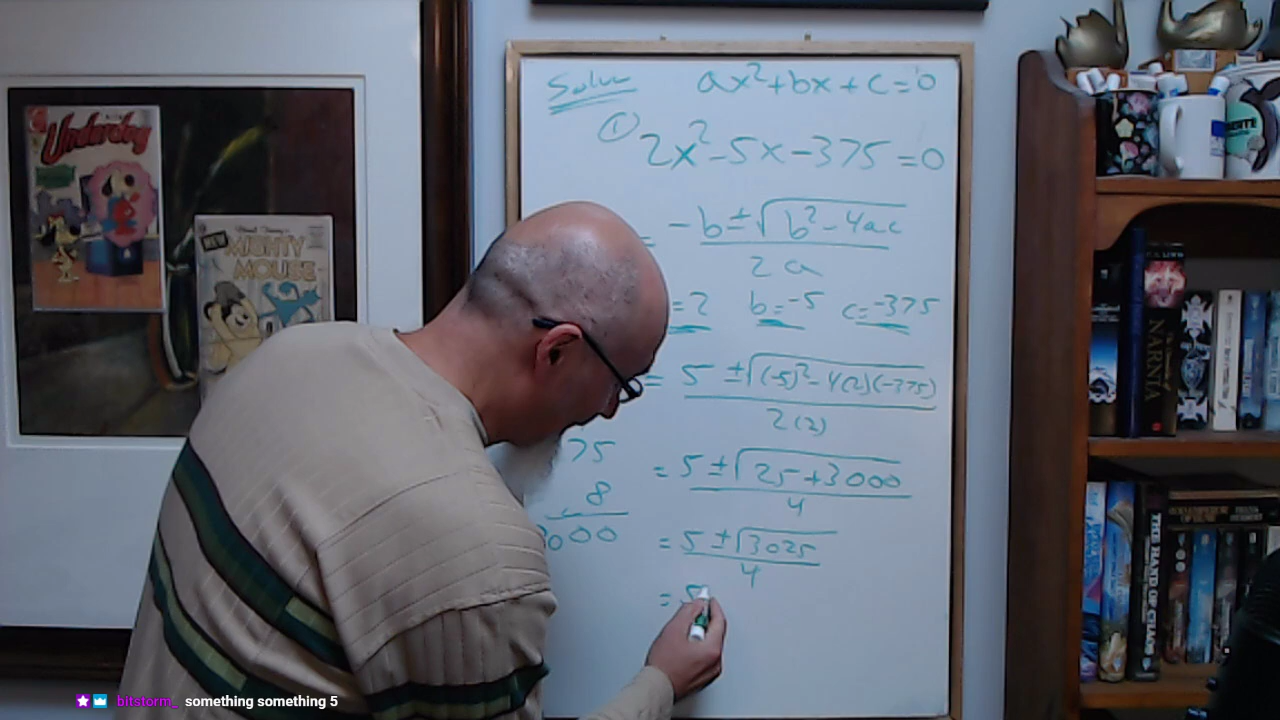 Solve
ax²+bx+c=0
① 2x²-5x-375=0
= -b ± √b²-4ac
2a
=2 b=-5 c=-375
= 5 ± √(-5)²-4(2)(-375)
2(2)
75
8
000
= 5 ± √25+3000
4
= 5 ± √3025
4
= 5
Underdog
NEW
MIGHTY
MOUSE
NARNIA
THE HAND OF CHAOS
bitstorm_ something something 5